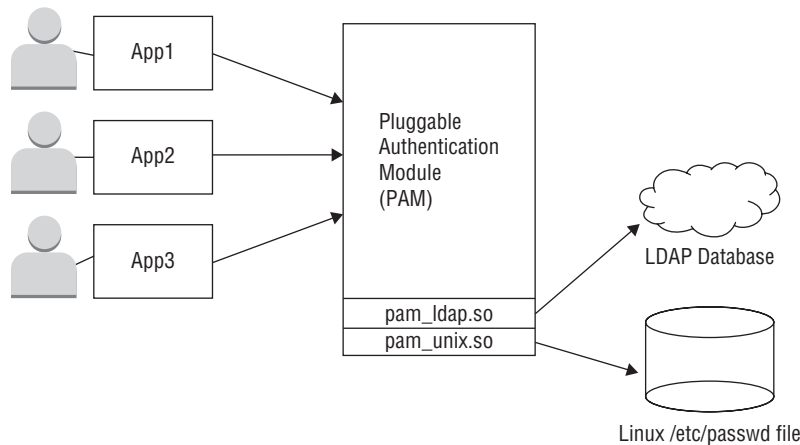 App1
App2
App3
Pluggable
Authentication
Module
(PAM)
pam_ldap.so
pam_unix.so
LDAP Database
Linux /etc/passwd file